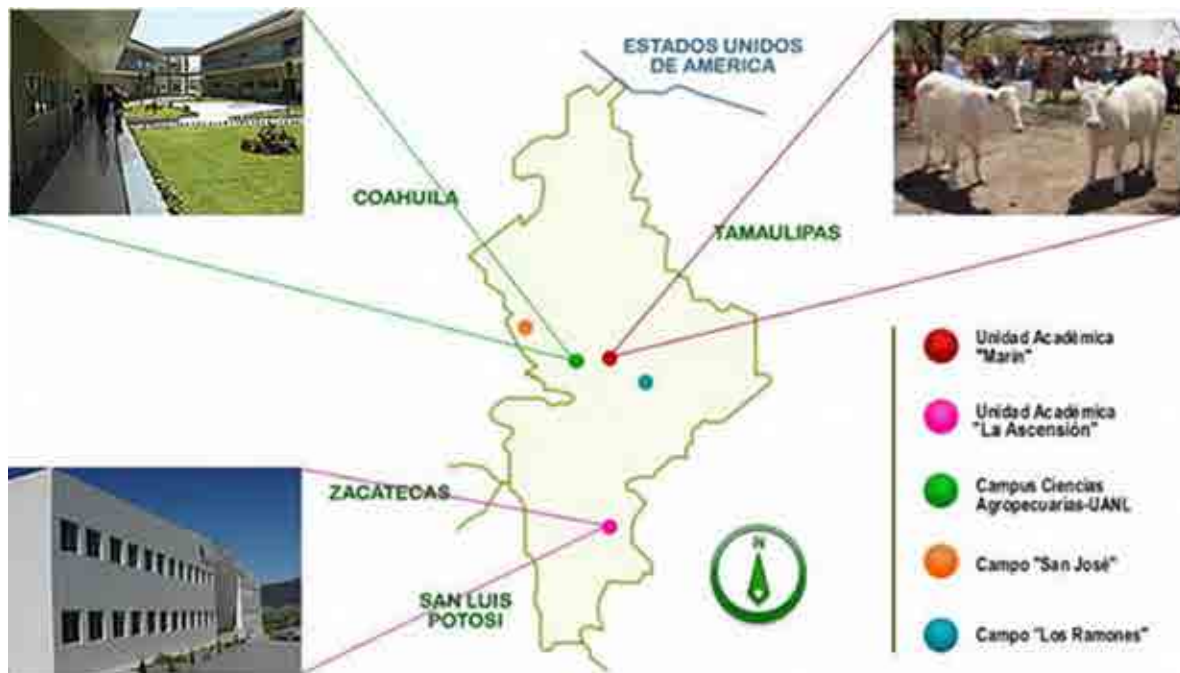 ESTADOS UNIDOS
DE AMERICA
COAHUILA
TAMAULIPAS
ZACATECAS
SAN LUIS
POTOSI
N
Unidad Académica
"Marín"
Unidad Académica
"La Ascensión"
Campus Ciencias
Agropecuarias-UANL
Campo "San José"
Campo "Los Ramones"